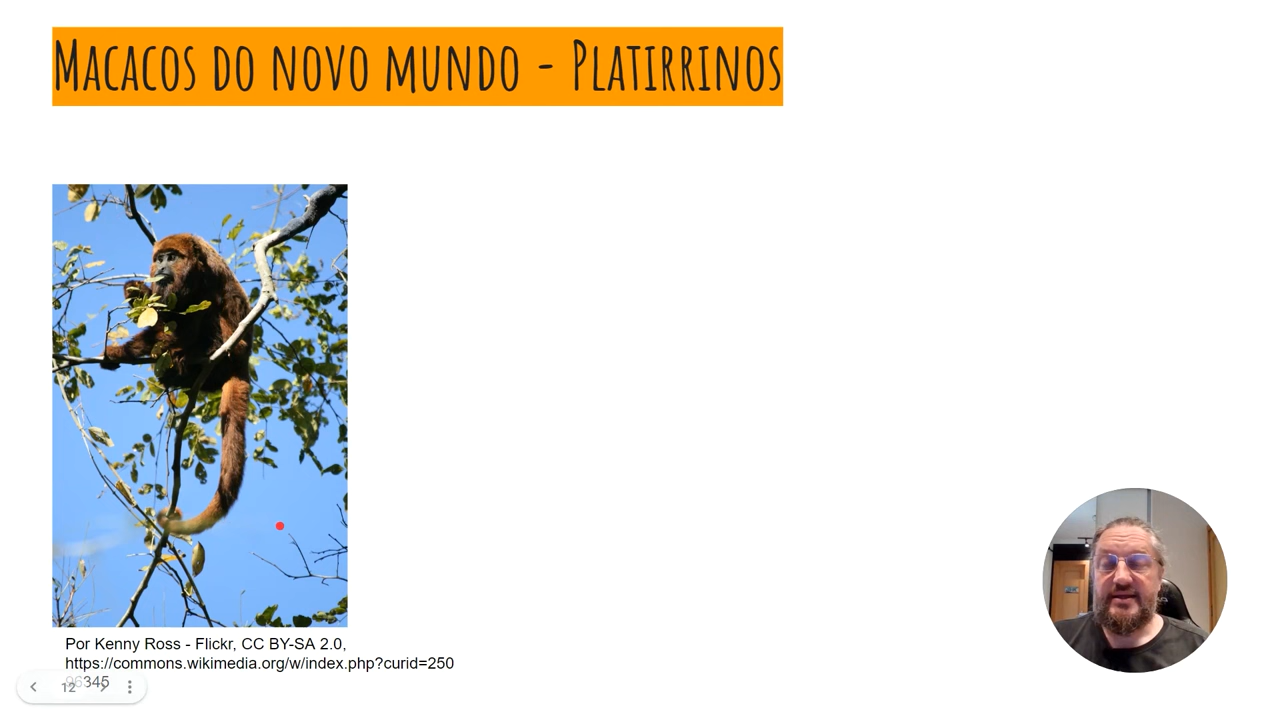 Macacos do novo mundo - Platirrinos
Por Kenny Ross - Flickr, CC BY-SA 2.0,
https://commons.wikimedia.org/w/index.php?curid=250
96345
12